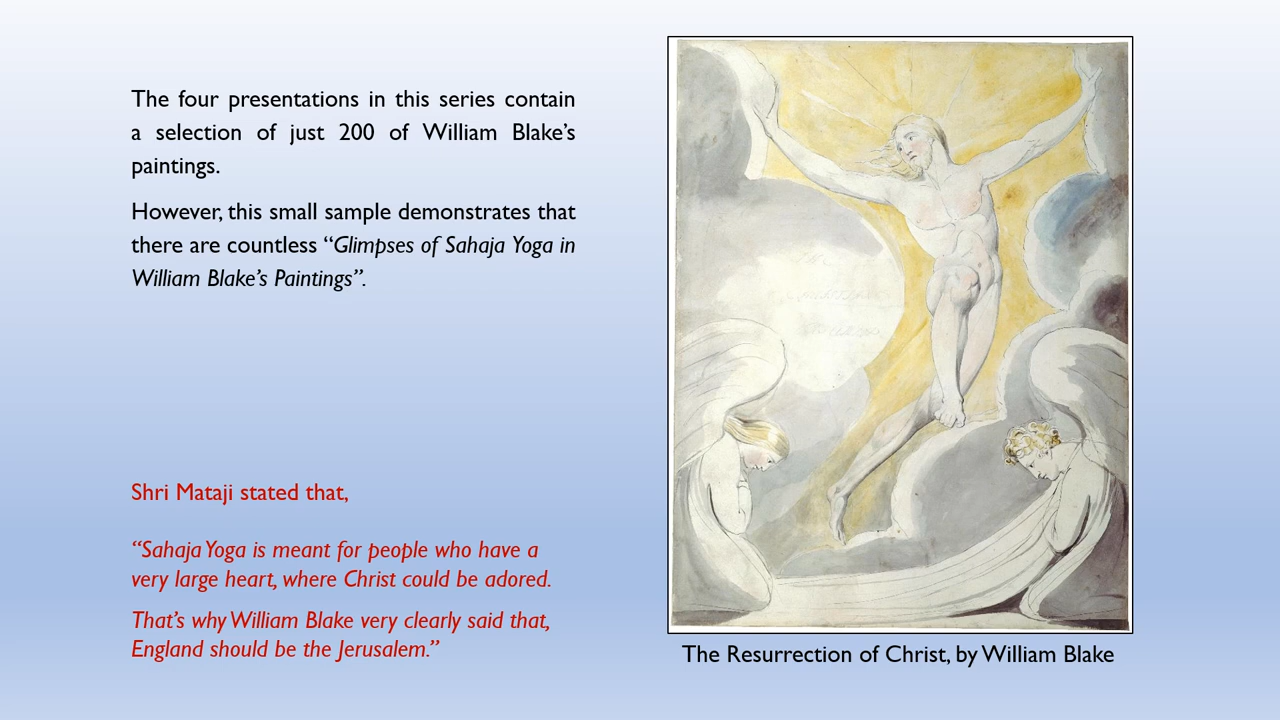 The four presentations in this series contain
a selection of just 200 of William Blake’s
paintings.
However, this small sample demonstrates that
there are countless “Glimpses of Sahaja Yoga in
William Blake’s Paintings”.
Shri Mataji stated that,
“Sahaja Yoga is meant for people who have a
very large heart, where Christ could be adored.
That’s why William Blake very clearly said that,
England should be the Jerusalem.”
The Resurrection of Christ, by William Blake